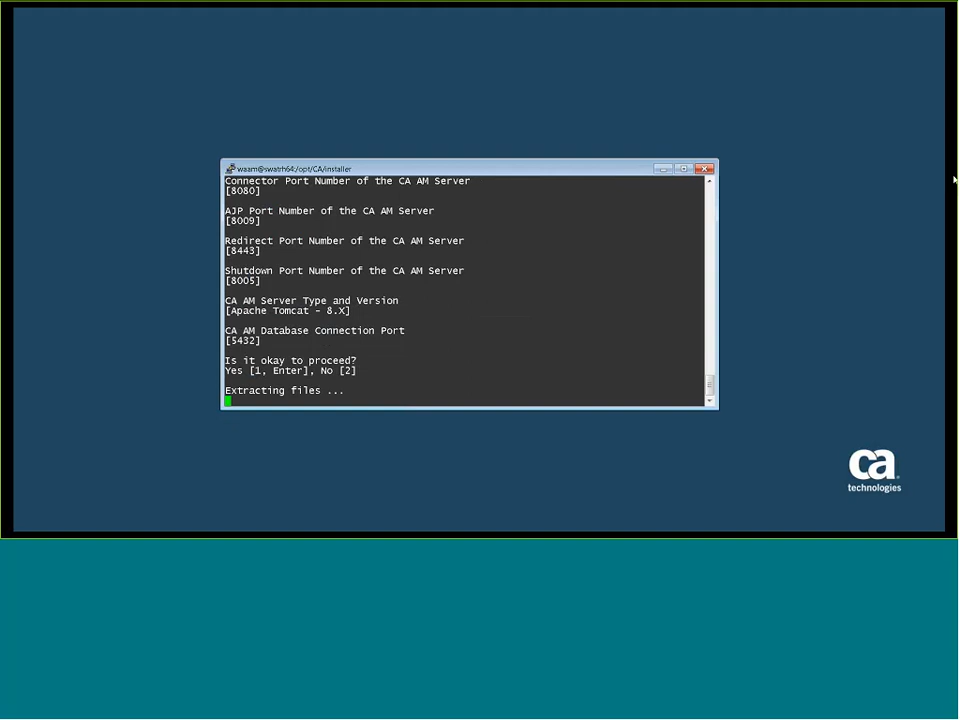 waam@swatrh64:/opt/CA/installer
Connector Port Number of the CA AM Server
[8080]
AJP Port Number of the CA AM Server
[8009]
Redirect Port Number of the CA AM Server
[8443]
Shutdown Port Number of the CA AM Server
[8005]
CA AM Server Type and Version
[Apache Tomcat - 8.X]
CA AM Database Connection Port
[5432]
Is it okay to proceed?
Yes [1, Enter], No [2]
Extracting files ...
ca
technologies